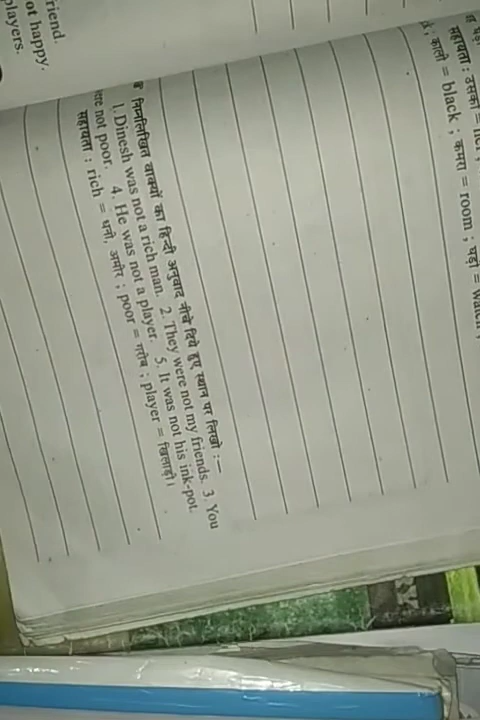 riend.
ot happy.
players.
सहायता : उसका =
काली = black ; कमरा = room ; घड़ी = watch ;
निम्नलिखित वाक्यों का हिन्दी अनुवाद नीचे दिये हुए स्थान पर लिखो :—
1. Dinesh was not a rich man. 2. They were not my friends. 3. You
ere not poor. 4. He was not a player. 5. It was not his ink-pot.
सहायता : rich = धनी, अमीर ; poor = गरीब ; player = खिलाड़ी।